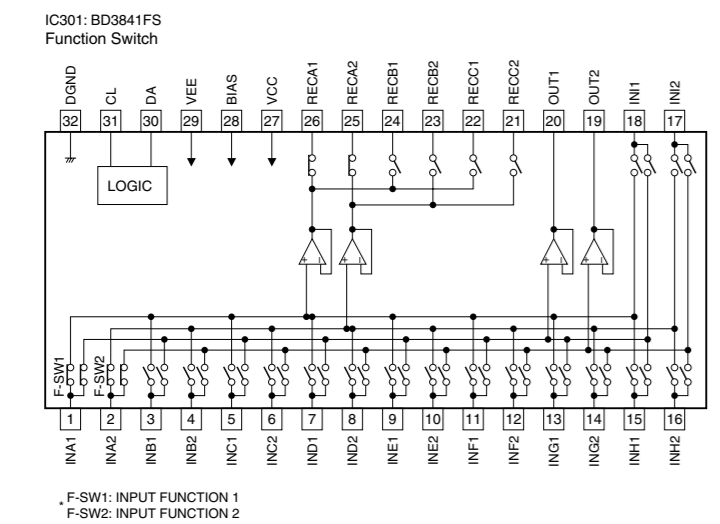 IC301: BD3841FS
Function Switch
DGND CL DA VEE BIAS VCC RECA1 RECA2 RECB1 RECB2 RECC1 RECC2 OUT1 OUT2 INI1 INI2
32 31 30 29 28 27 26 25 24 23 22 21 20 19 18 17
LOGIC
+ − + − + − + −
F-SW1 F-SW2
1 2 3 4 5 6 7 8 9 10 11 12 13 14 15 16
INA1 INA2 INB1 INB2 INC1 INC2 IND1 IND2 INE1 INE2 INF1 INF2 ING1 ING2 INH1 INH2
* F-SW1: INPUT FUNCTION 1
F-SW2: INPUT FUNCTION 2